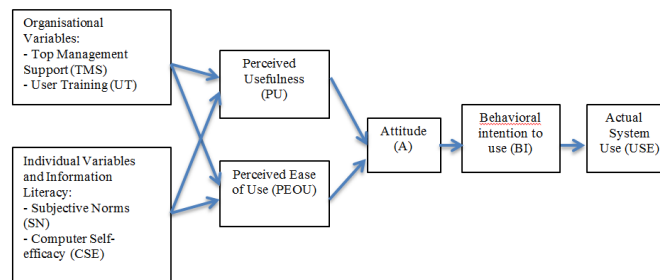 Organisational
Variables:
- Top Management
Support (TMS)
- User Training (UT)
Individual Variables
and Information
Literacy:
- Subjective Norms
(SN)
- Computer Self-
efficacy (CSE)
Perceived
Usefulness
(PU)
Perceived Ease
of Use (PEOU)
Attitude
(A)
Behavioral
intention to
use (BI)
Actual
System
Use (USE)